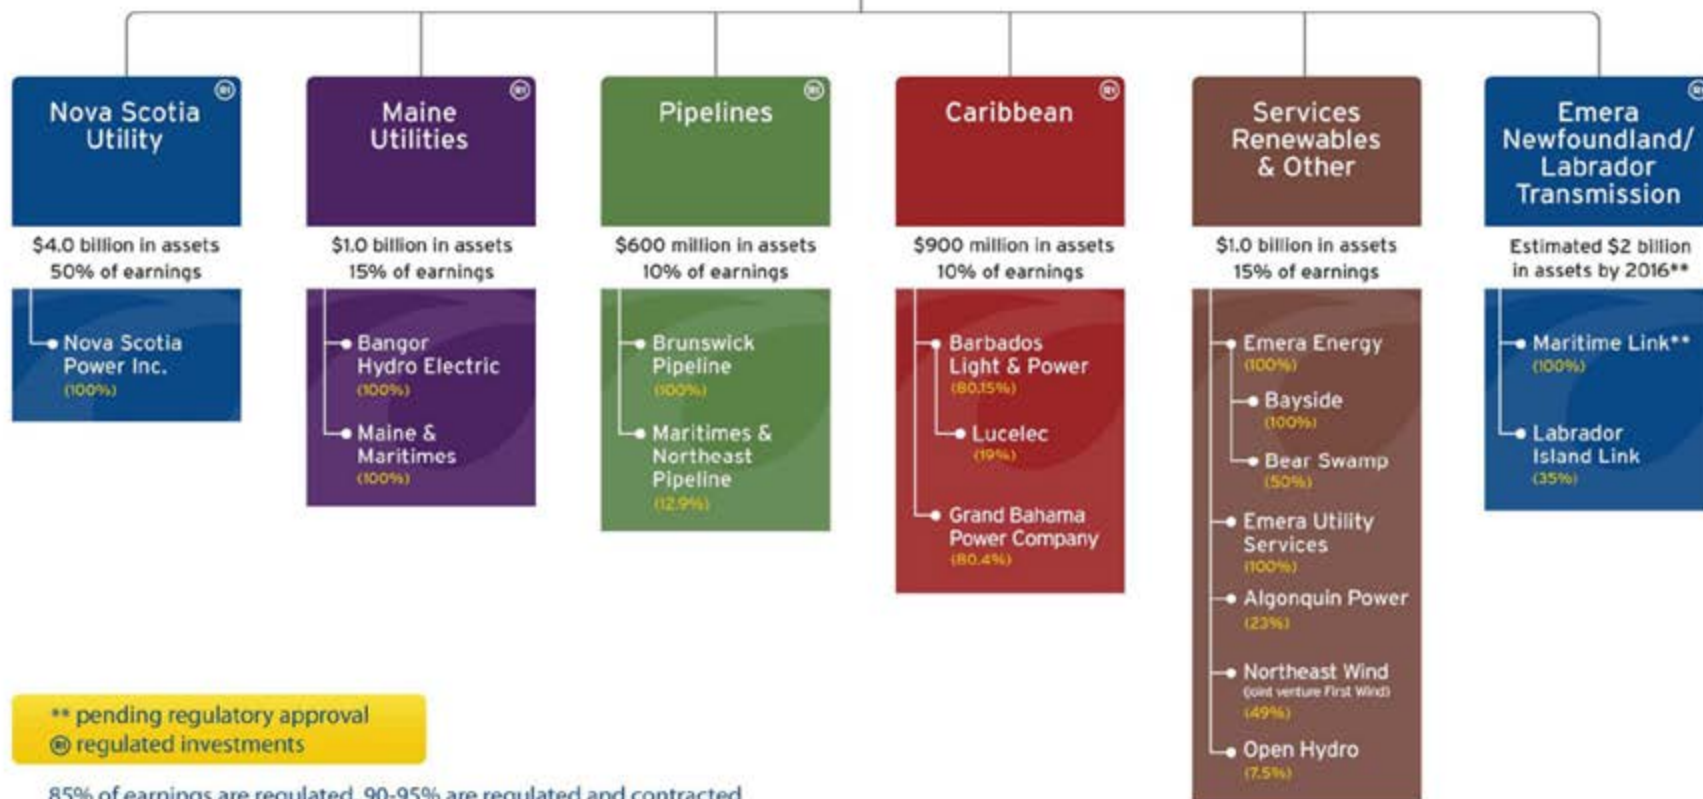 Nova Scotia
Utility
RI
$4.0 billion in assets
50% of earnings
Nova Scotia
Power Inc.
(100%)
Maine
Utilities
RI
$1.0 billion in assets
15% of earnings
Bangor
Hydro Electric
(100%)
Maine &
Maritimes
(100%)
Pipelines
RI
$600 million in assets
10% of earnings
Brunswick
Pipeline
(100%)
Maritimes &
Northeast
Pipeline
(12.9%)
Caribbean
RI
$900 million in assets
10% of earnings
Barbados
Light & Power
(80.15%)
Lucelec
(19%)
Grand Bahama
Power Company
(80.4%)
Services
Renewables
& Other
$1.0 billion in assets
15% of earnings
Emera Energy
(100%)
Bayside
(100%)
Bear Swamp
(50%)
Emera Utility
Services
(100%)
Algonquin Power
(23%)
Northeast Wind
(joint venture First Wind)
(49%)
Open Hydro
(7.5%)
Emera
Newfoundland/
Labrador
Transmission
RI
Estimated $2 billion
in assets by 2016**
Maritime Link**
(100%)
Labrador
Island Link
(35%)
** pending regulatory approval
RI regulated investments
85% of earnings are regulated, 90-95% are regulated and contracted